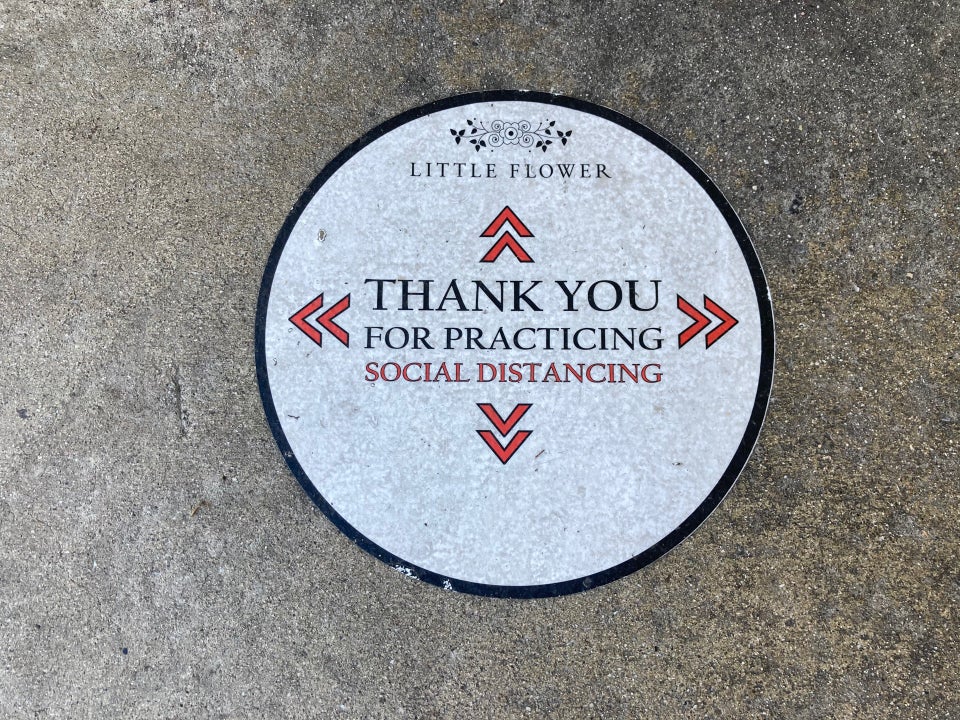 LITTLE FLOWER
THANK YOU
FOR PRACTICING
SOCIAL DISTANCING